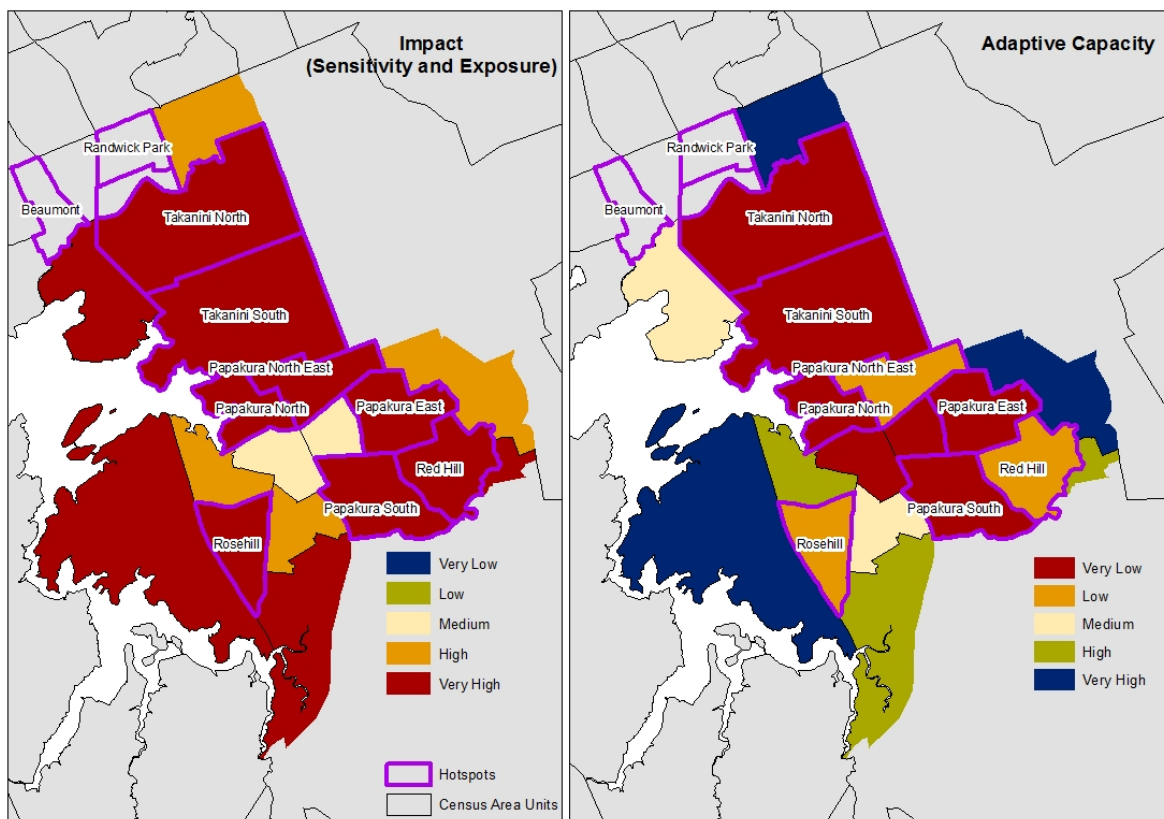 Impact
(Sensitivity and Exposure)
Randwick Park
Beaumont
Takanini North
Takanini South
Papakura North East
Papakura North
Papakura East
Red Hill
Papakura South
Rosehill
Very Low
Low
Medium
High
Very High
Hotspots
Census Area Units
Adaptive Capacity
Randwick Park
Beaumont
Takanini North
Takanini South
Papakura North East
Papakura North
Papakura East
Red Hill
Papakura South
Rosehill
Very Low
Low
Medium
High
Very High